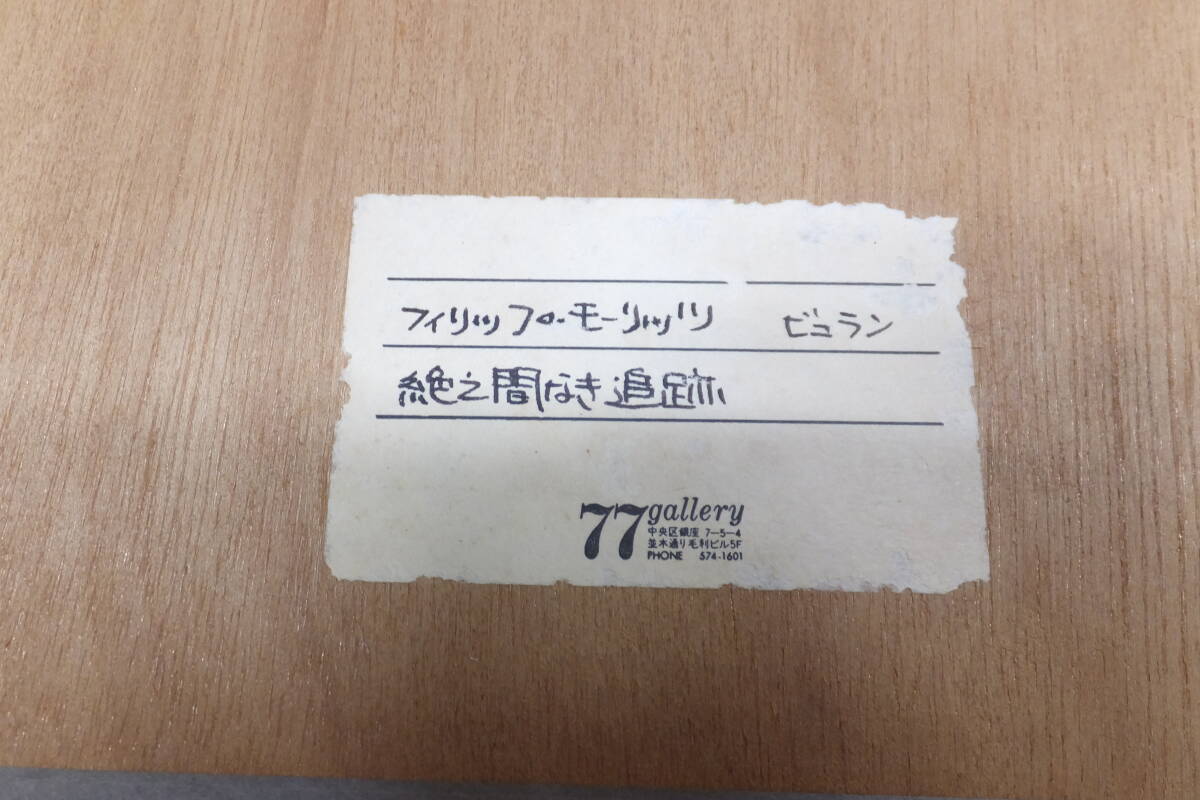 フィリップ・モーリッツ ビュラン
絶え間なき追跡
77 gallery
中央区銀座 7-5-4
並木通り毛利ビル5F
PHONE 574-1601